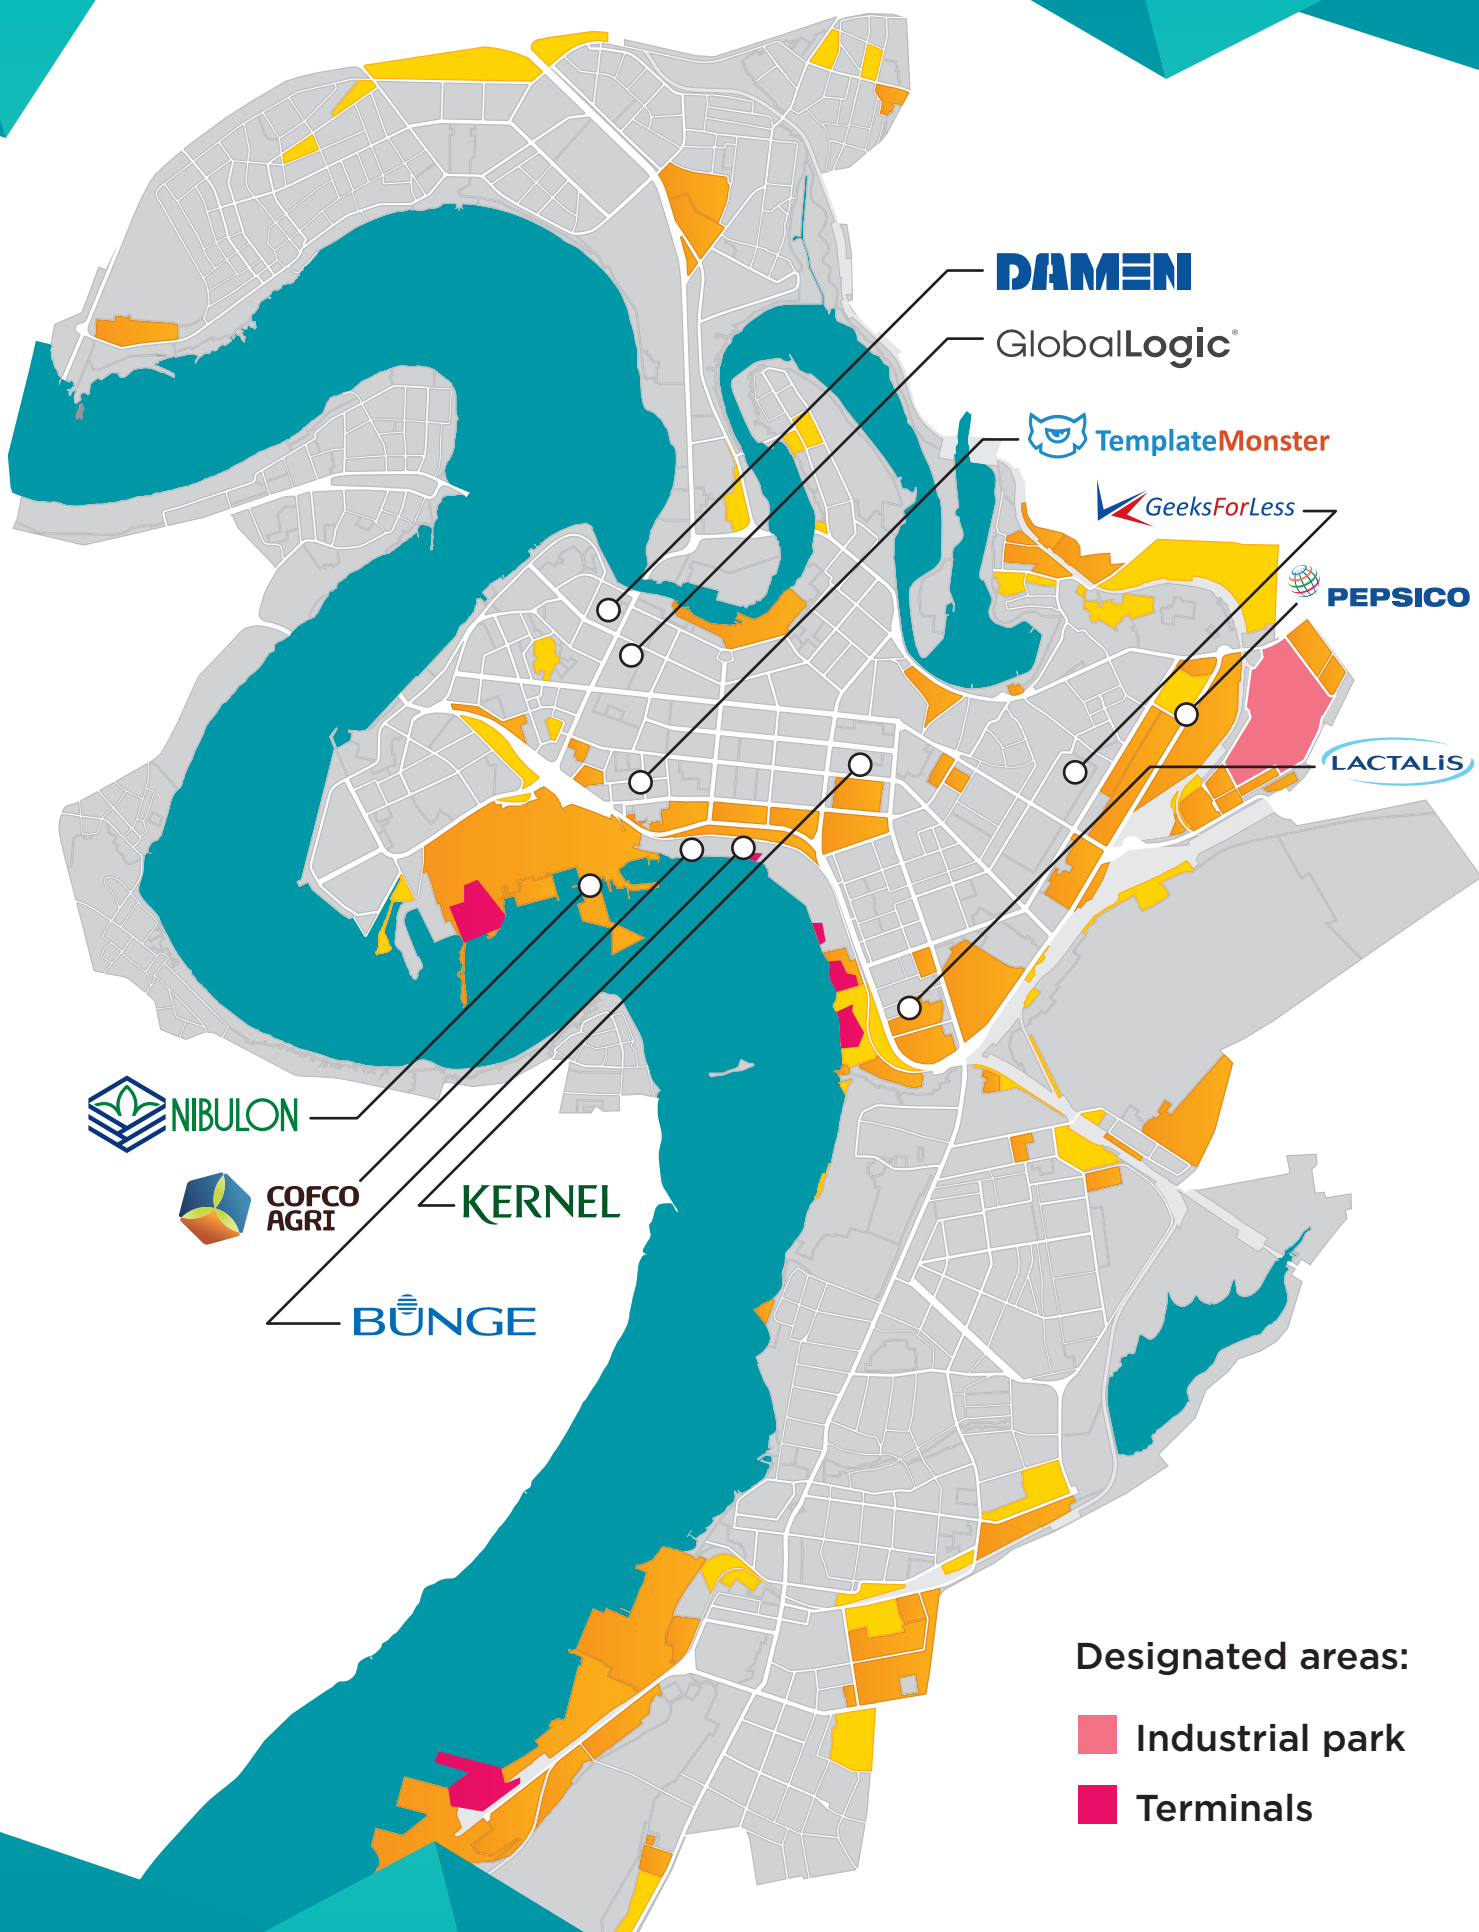 DAMEN
GlobalLogic®
TemplateMonster
GeeksForLess
PEPSICO
LACTALiS
NIBULON
COFCO
AGRI
KERNEL
BUNGE
Designated areas:
Industrial park
Terminals